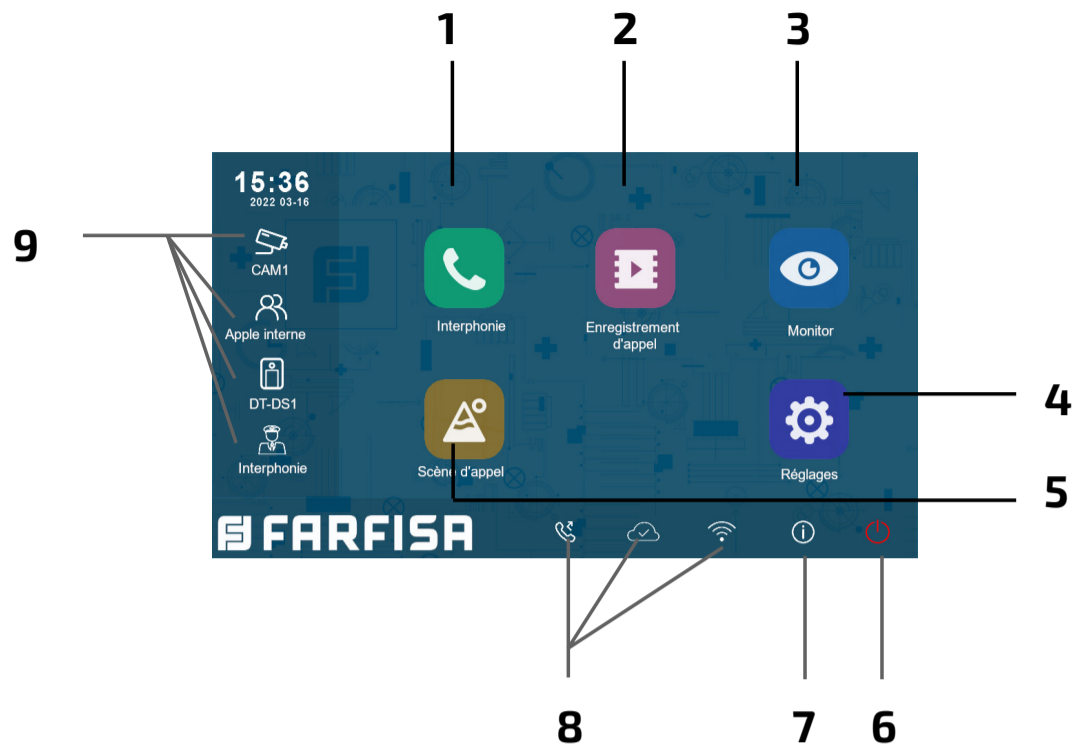 1 2 3
15:36
2022 03-16
9
CAM1
Apple interne
DT-DS1
Interphonie
Interphonie
Enregistrement
d'appel
Monitor
4
Scène d'appel
Réglages
5
FARFISA
8 7 6